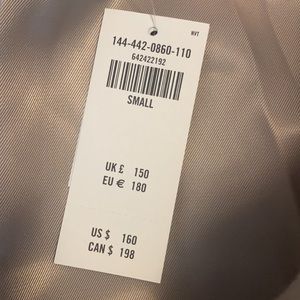 144-442-0860-110
642422192
SMALL
UK £ 150
EU € 180
US $ 160
CAN $ 198